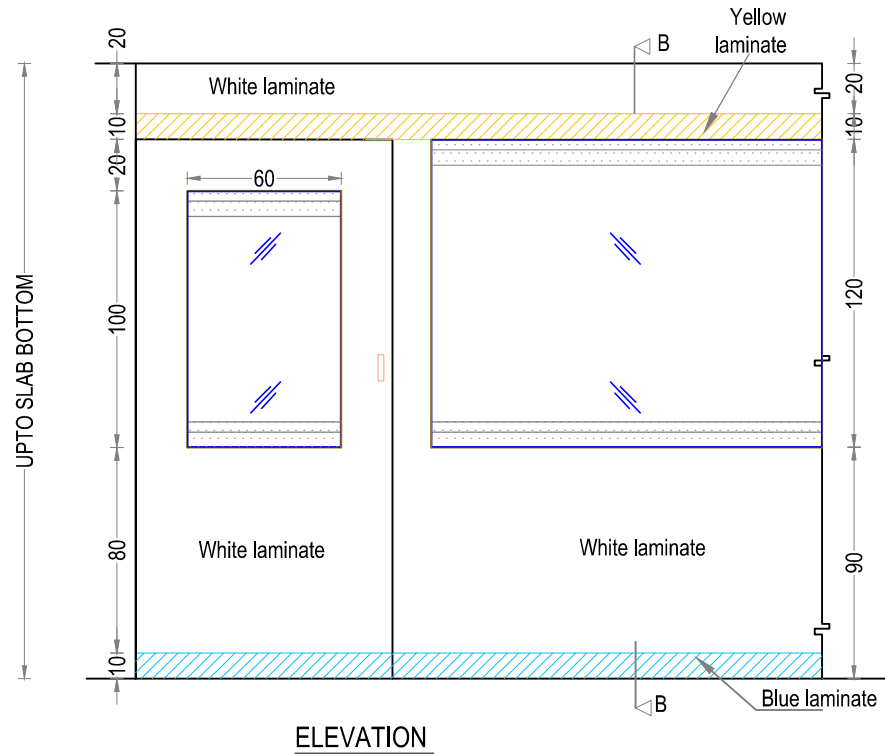 Yellow
laminate
20
B
White laminate
20
10
10
20
60
UPTO SLAB BOTTOM
100
120
White laminate
White laminate
80
90
10
B
Blue laminate
ELEVATION